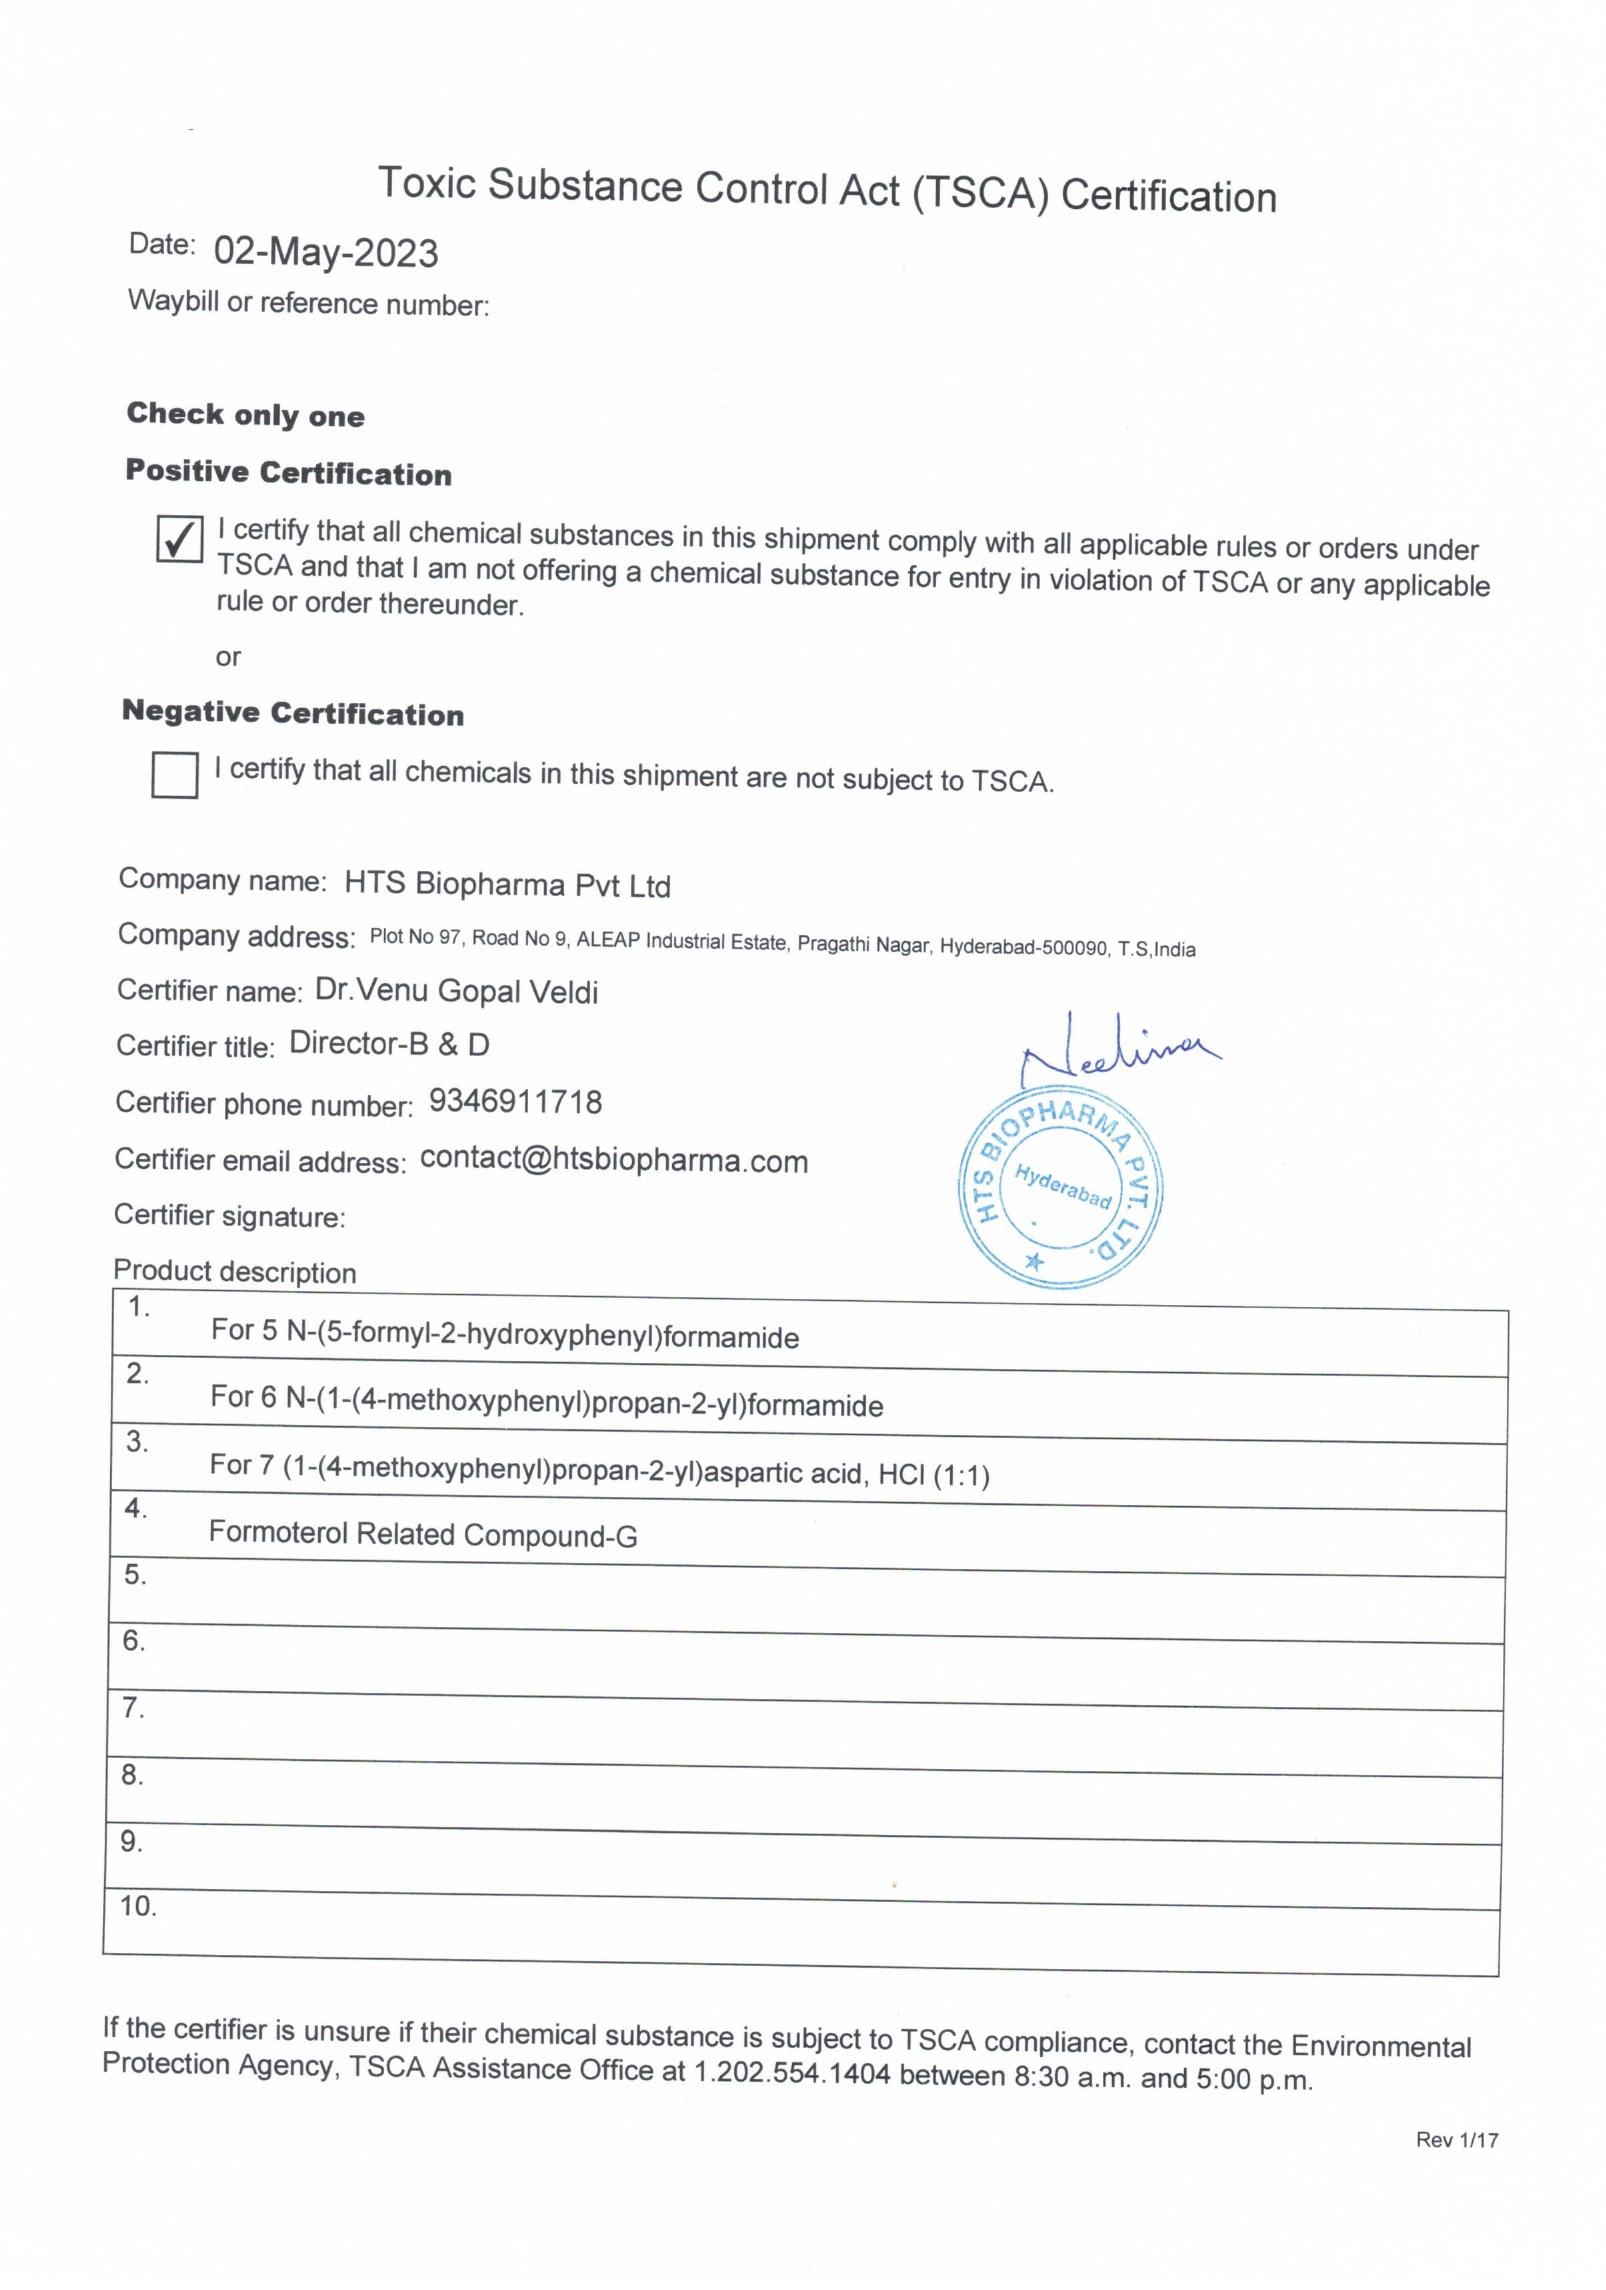 Toxic Substance Control Act (TSCA) Certification
Date: 02-May-2023
Waybill or reference number:
Check only one
Positive Certification
✓ I certify that all chemical substances in this shipment comply with all applicable rules or orders under
TSCA and that I am not offering a chemical substance for entry in violation of TSCA or any applicable
rule or order thereunder.
or
Negative Certification
I certify that all chemicals in this shipment are not subject to TSCA.
Company name: HTS Biopharma Pvt Ltd
Company address: Plot No 97, Road No 9, ALEAP Industrial Estate, Pragathi Nagar, Hyderabad-500090, T.S,India
Certifier name: Dr.Venu Gopal Veldi
Certifier title: Director-B & D
Neelima
Certifier phone number: 9346911718
HTS BIOPHARMA PVT. LTD.
Hyderabad
Certifier email address: contact@htsbiopharma.com
Certifier signature:
Product description
1. For 5 N-(5-formyl-2-hydroxyphenyl)formamide
2. For 6 N-(1-(4-methoxyphenyl)propan-2-yl)formamide
3. For 7 (1-(4-methoxyphenyl)propan-2-yl)aspartic acid, HCl (1:1)
4. Formoterol Related Compound-G
5.
6.
7.
8.
9.
10.
If the certifier is unsure if their chemical substance is subject to TSCA compliance, contact the Environmental
Protection Agency, TSCA Assistance Office at 1.202.554.1404 between 8:30 a.m. and 5:00 p.m.
Rev 1/17